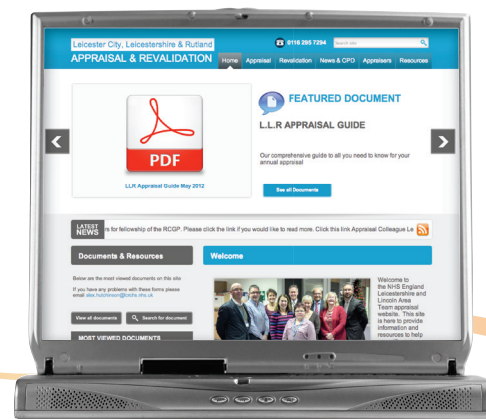 Leicester City, Leicestershire & Rutland
0116 295 7294
Search site
APPRAISAL & REVALIDATION
Home Appraisal Revalidation News & CPD Appraisers Resources
FEATURED DOCUMENT
L.L.R APPRAISAL GUIDE
PDF
Our comprehensive guide to all you need to know for your
annual appraisal
LLR Appraisal Guide May 2012
See all Documents
LATEST
NEWS
rs for fellowship of the RCGP. Please click the link if you would like to read more. Click this link Appraisal Colleague Le
Documents & Resources
Welcome
Below are the most viewed documents on this site
If you have any problems with these forms please
email
View all documents
Search for document
MOST VIEWED DOCUMENTS
Welcome to
the NHS England
Leicestershire and
Lincoln Area
Team appraisal
website. This site
is here to provide
information and
resources to help